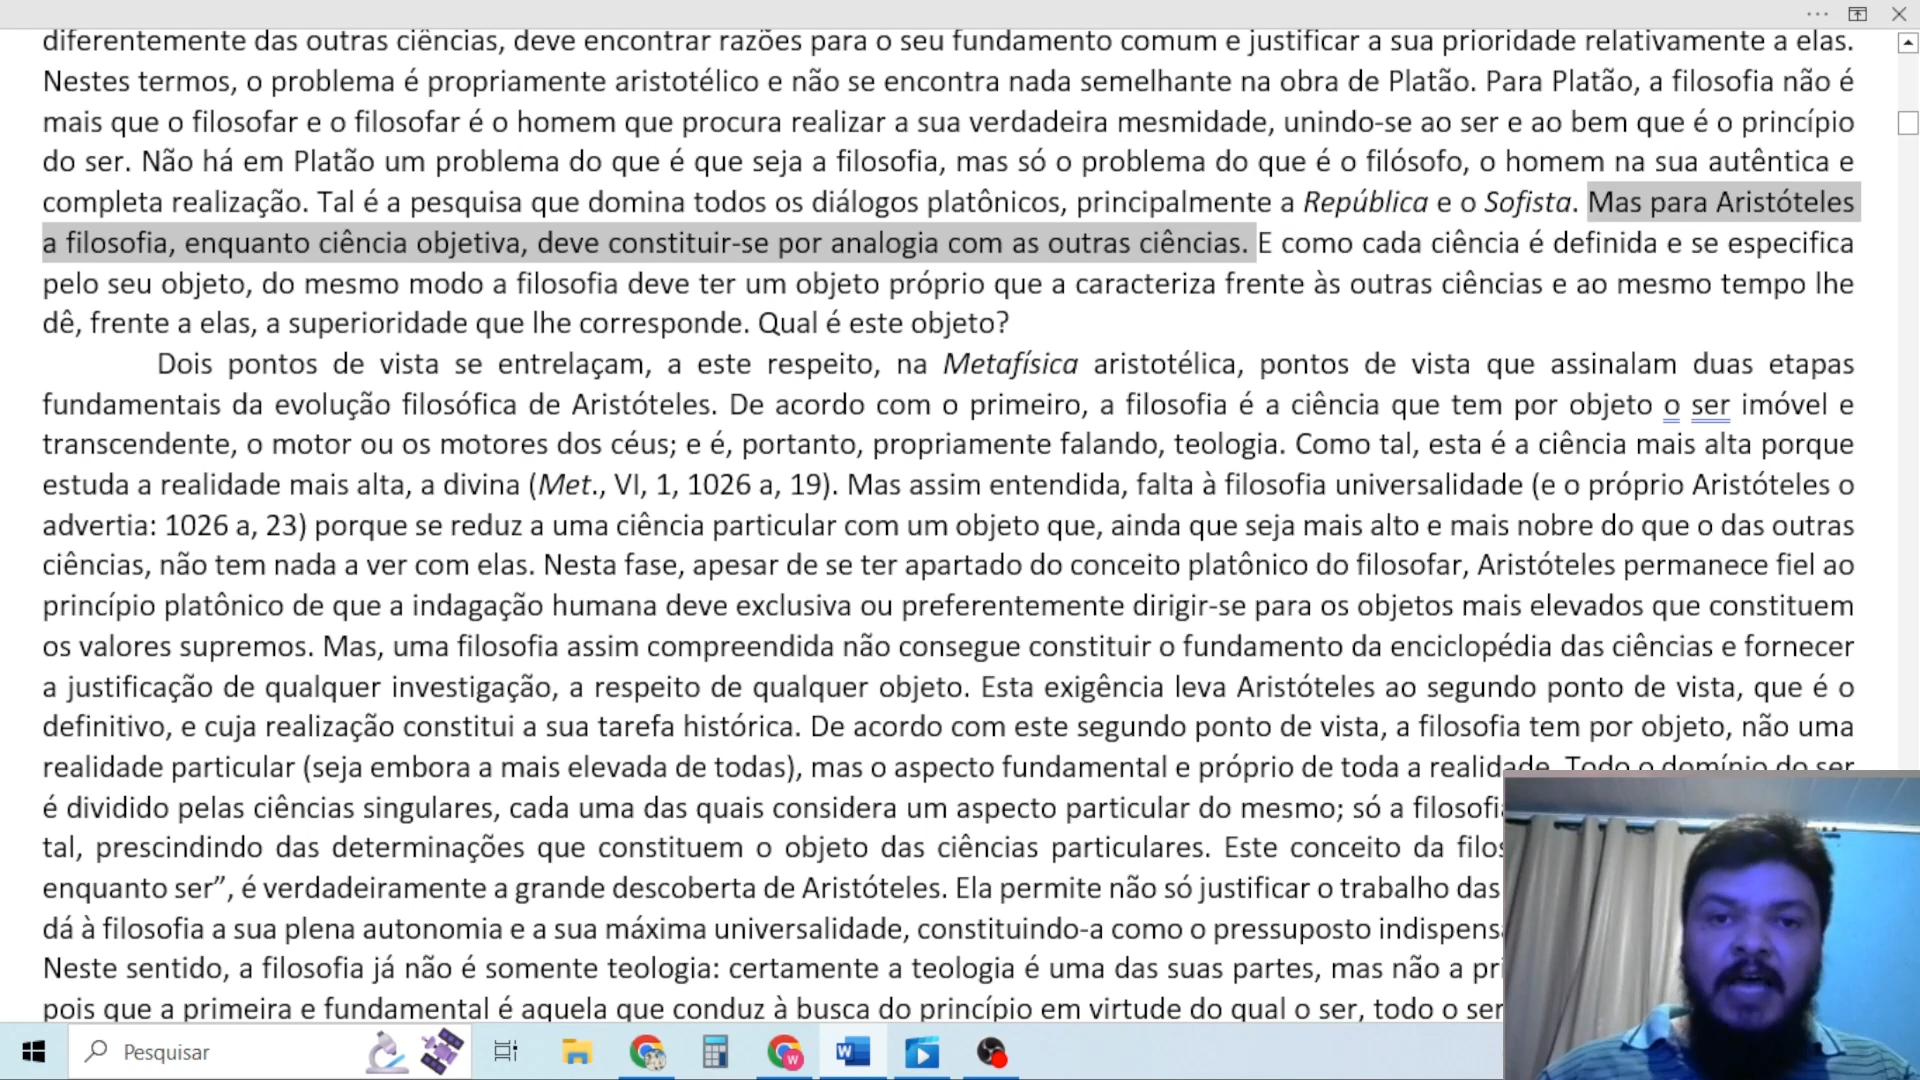 diferentemente das outras ciências, deve encontrar razões para o seu fundamento comum e justificar a sua prioridade relativamente a elas.
Nestes termos, o problema é propriamente aristotélico e não se encontra nada semelhante na obra de Platão. Para Platão, a filosofia não é
mais que o filosofar e o filosofar é o homem que procura realizar a sua verdadeira mesmidade, unindo-se ao ser e ao bem que é o princípio
do ser. Não há em Platão um problema do que é que seja a filosofia, mas só o problema do que é o filósofo, o homem na sua autêntica e
completa realização. Tal é a pesquisa que domina todos os diálogos platônicos, principalmente a República e o Sofista. Mas para Aristóteles
a filosofia, enquanto ciência objetiva, deve constituir-se por analogia com as outras ciências. E como cada ciência é definida e se especifica
pelo seu objeto, do mesmo modo a filosofia deve ter um objeto próprio que a caracteriza frente às outras ciências e ao mesmo tempo lhe
dê, frente a elas, a superioridade que lhe corresponde. Qual é este objeto?
Dois pontos de vista se entrelaçam, a este respeito, na Metafísica aristotélica, pontos de vista que assinalam duas etapas
fundamentais da evolução filosófica de Aristóteles. De acordo com o primeiro, a filosofia é a ciência que tem por objeto o ser imóvel e
transcendente, o motor ou os motores dos céus; e é, portanto, propriamente falando, teologia. Como tal, esta é a ciência mais alta porque
estuda a realidade mais alta, a divina (Met., VI, 1, 1026 a, 19). Mas assim entendida, falta à filosofia universalidade (e o próprio Aristóteles o
advertia: 1026 a, 23) porque se reduz a uma ciência particular com um objeto que, ainda que seja mais alto e mais nobre do que o das outras
ciências, não tem nada a ver com elas. Nesta fase, apesar de se ter apartado do conceito platônico do filosofar, Aristóteles permanece fiel ao
princípio platônico de que a indagação humana deve exclusiva ou preferentemente dirigir-se para os objetos mais elevados que constituem
os valores supremos. Mas, uma filosofia assim compreendida não consegue constituir o fundamento da enciclopédia das ciências e fornecer
a justificação de qualquer investigação, a respeito de qualquer objeto. Esta exigência leva Aristóteles ao segundo ponto de vista, que é o
definitivo, e cuja realização constitui a sua tarefa histórica. De acordo com este segundo ponto de vista, a filosofia tem por objeto, não uma
realidade particular (seja embora a mais elevada de todas), mas o aspecto fundamental e próprio de toda a realidade. Todo o domínio do ser
é dividido pelas ciências singulares, cada uma das quais considera um aspecto particular do mesmo; só a filosofi
tal, prescindindo das determinações que constituem o objeto das ciências particulares. Este conceito da filos
enquanto ser”, é verdadeiramente a grande descoberta de Aristóteles. Ela permite não só justificar o trabalho das
dá à filosofia a sua plena autonomia e a sua máxima universalidade, constituindo-a como o pressuposto indispens
Neste sentido, a filosofia já não é somente teologia: certamente a teologia é uma das suas partes, mas não a pri
pois que a primeira e fundamental é aquela que conduz à busca do princípio em virtude do qual o ser, todo o ser
Pesquisar